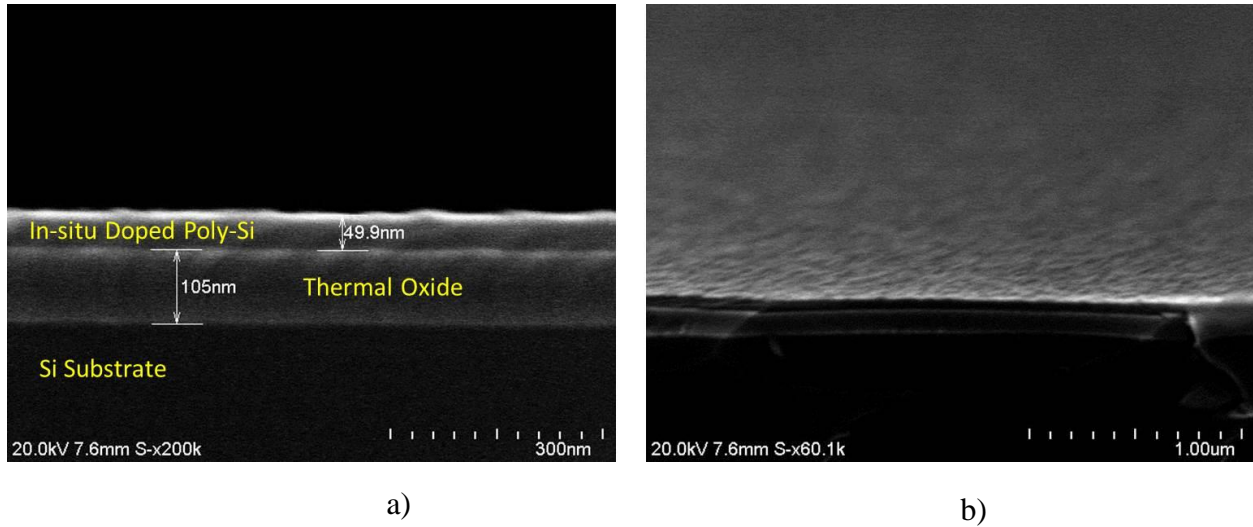 In-situ Doped Poly-Si
49.9nm
105nm
Thermal Oxide
Si Substrate
20.0kV 7.6mm S-x200k
300nm
20.0kV 7.6mm S-x60.1k
1.00um
a)
b)